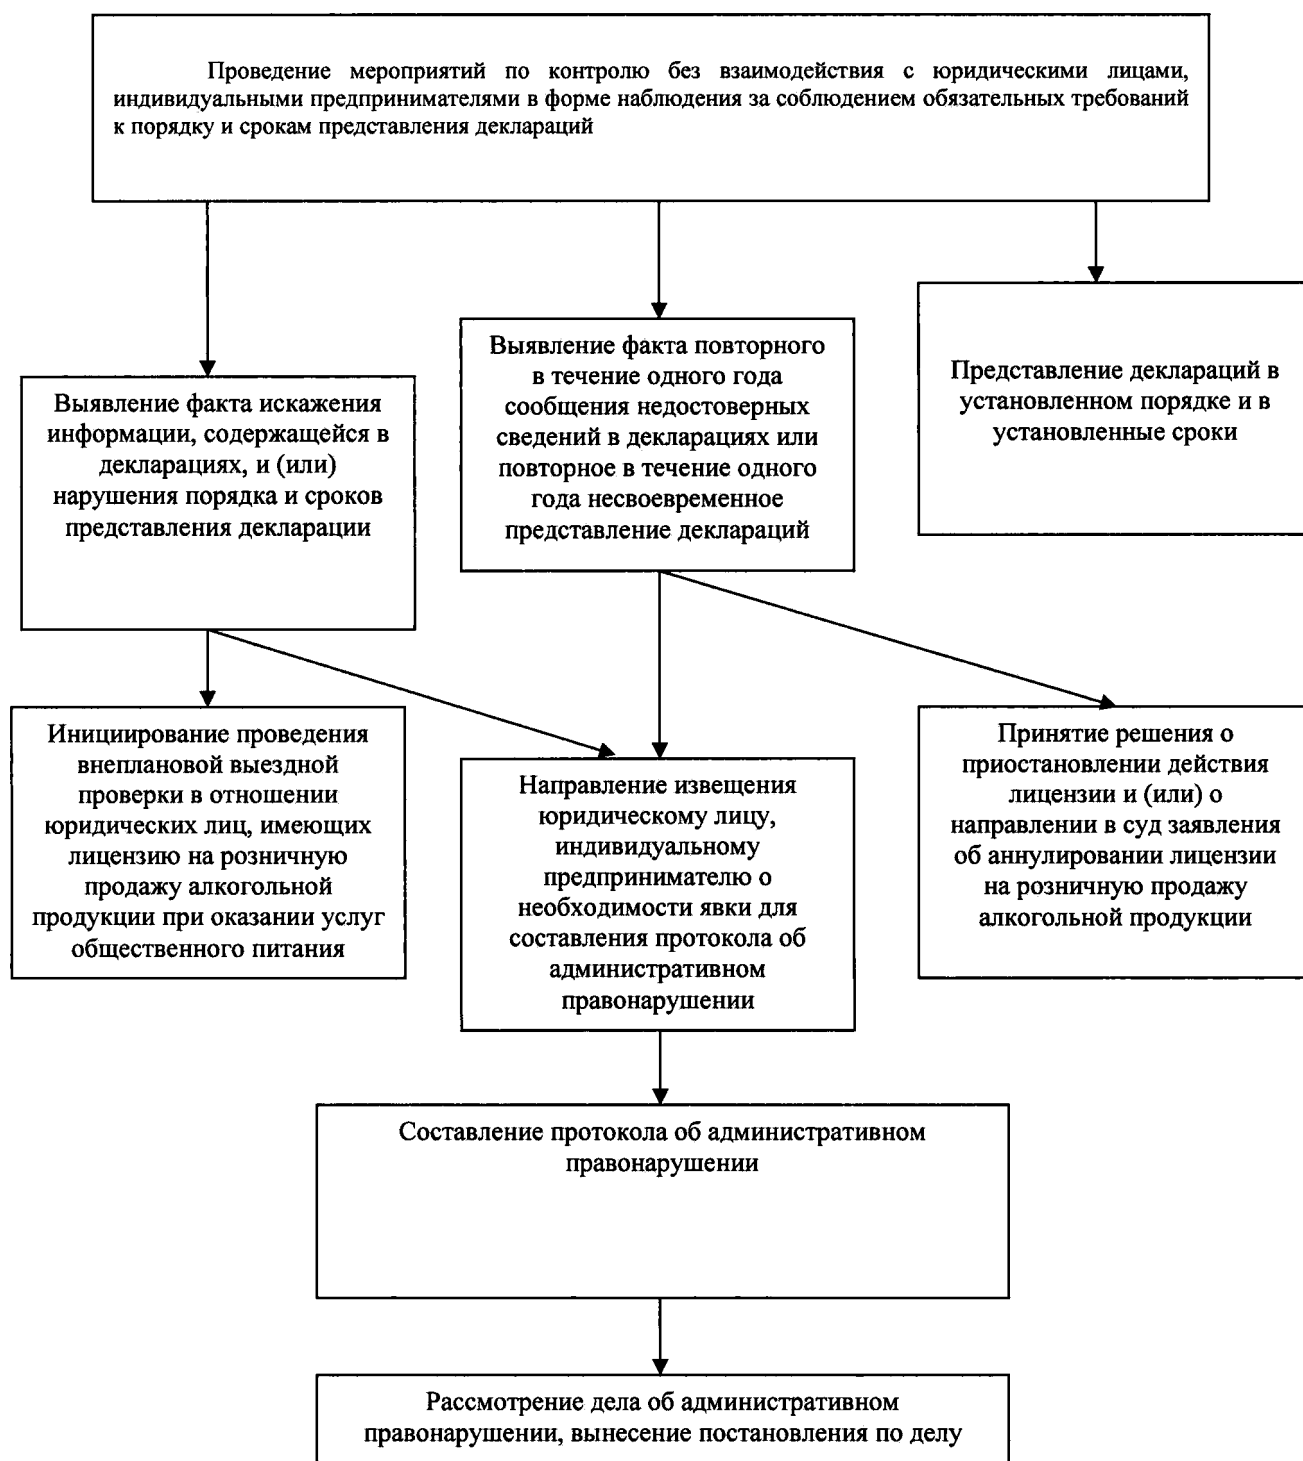 Проведение мероприятий по контролю без взаимодействия с юридическими лицами,
индивидуальными предпринимателями в форме наблюдения за соблюдением обязательных требований
к порядку и срокам представления деклараций
Выявление факта искажения
информации, содержащейся в
декларациях, и (или)
нарушения порядка и сроков
представления декларации
Выявление факта повторного
в течение одного года
сообщения недостоверных
сведений в декларациях или
повторное в течение одного
года несвоевременное
представление деклараций
Представление деклараций в
установленном порядке и в
установленные сроки
Инициирование проведения
внеплановой выездной
проверки в отношении
юридических лиц, имеющих
лицензию на розничную
продажу алкогольной
продукции при оказании услуг
общественного питания
Направление извещения
юридическому лицу,
индивидуальному
предпринимателю о
необходимости явки для
составления протокола об
административном
правонарушении
Принятие решения о
приостановлении действия
лицензии и (или) о
направлении в суд заявления
об аннулировании лицензии
на розничную продажу
алкогольной продукции
Составление протокола об административном
правонарушении
Рассмотрение дела об административном
правонарушении, вынесение постановления по делу